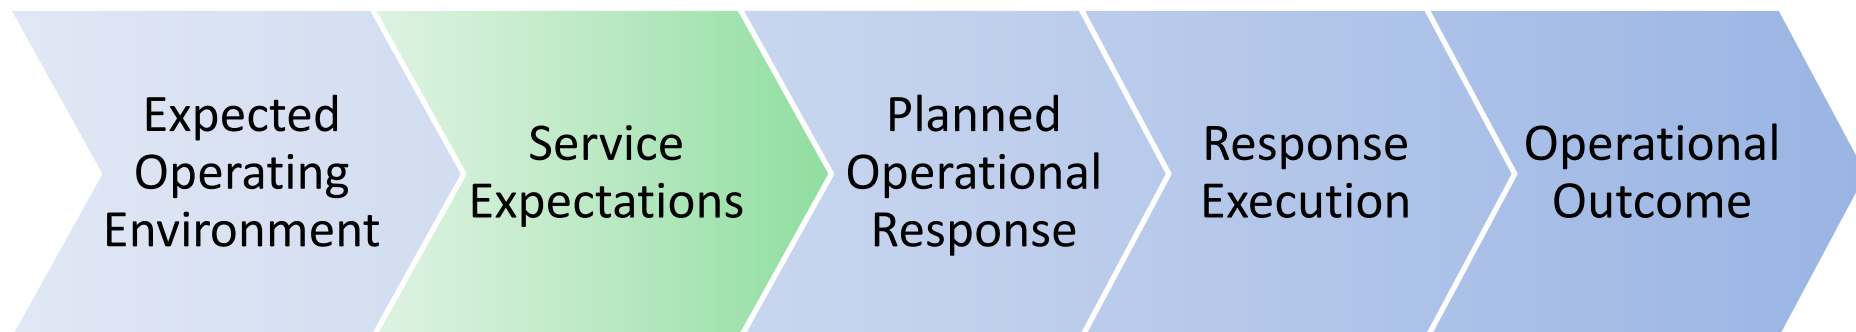 Expected
Operating
Environment
Service
Expectations
Planned
Operational
Response
Response
Execution
Operational
Outcome